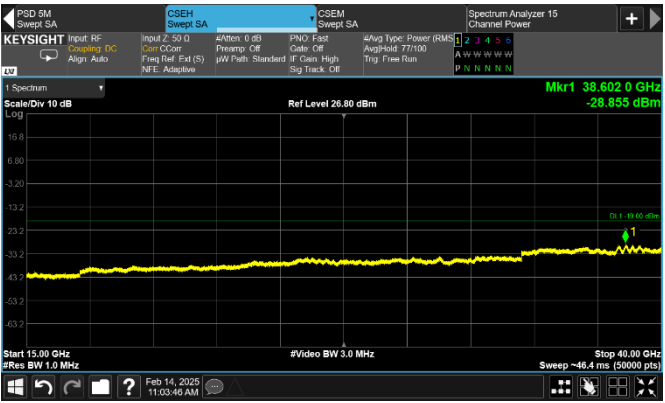 PSD 5M
Swept SA
CSEH
Swept SA
CSEM
Swept SA
Spectrum Analyzer 15
Channel Power
KEYSIGHT
Input: RF
Coupling: DC
Align: Auto
Input Z: 50 Ω
Corr CCorr
Freq Ref: Ext (S)
NFE: Adaptive
#Atten: 0 dB
Preamp: Off
µW Path: Standard
PNO: Fast
Gate: Off
IF Gain: High
Sig Track: Off
#Avg Type: Power (RMS)
Avg|Hold: 77/100
Trig: Free Run
1 2 3 4 5 6
A W W W W W
P N N N N N
1 Spectrum
Scale/Div 10 dB
Ref Level 26.80 dBm
Mkr1 38.602 0 GHz
-28.855 dBm
Log
16.8
6.80
-3.20
-13.2
DL1 -19.00 dBm
-23.2
1
-33.2
-43.2
-53.2
-63.2
Start 15.00 GHz
#Video BW 3.0 MHz
Stop 40.00 GHz
#Res BW 1.0 MHz
Sweep ~46.4 ms (50000 pts)
?
Feb 14, 2025
11:03:46 AM